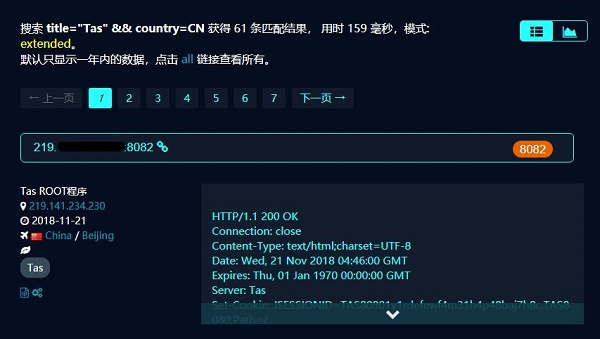 搜索 title="Tas" && country=CN 获得 61 条匹配结果， 用时 159 毫秒，模式:
extended。
默认只显示一年内的数据，点击 all 链接查看所有。
← 上一页 1 2 3 4 5 6 7 下一页 →
219. :8082 8082
Tas ROOT程序
219.141.234.230
2018-11-21
China / Beijing
Tas
HTTP/1.1 200 OK
Connection: close
Content-Type: text/html;charset=UTF-8
Date: Wed, 21 Nov 2018 04:46:00 GMT
Expires: Thu, 01 Jan 1970 00:00:00 GMT
Server: Tas
Set-Cookie: JSESSIONID=
080;Path=/